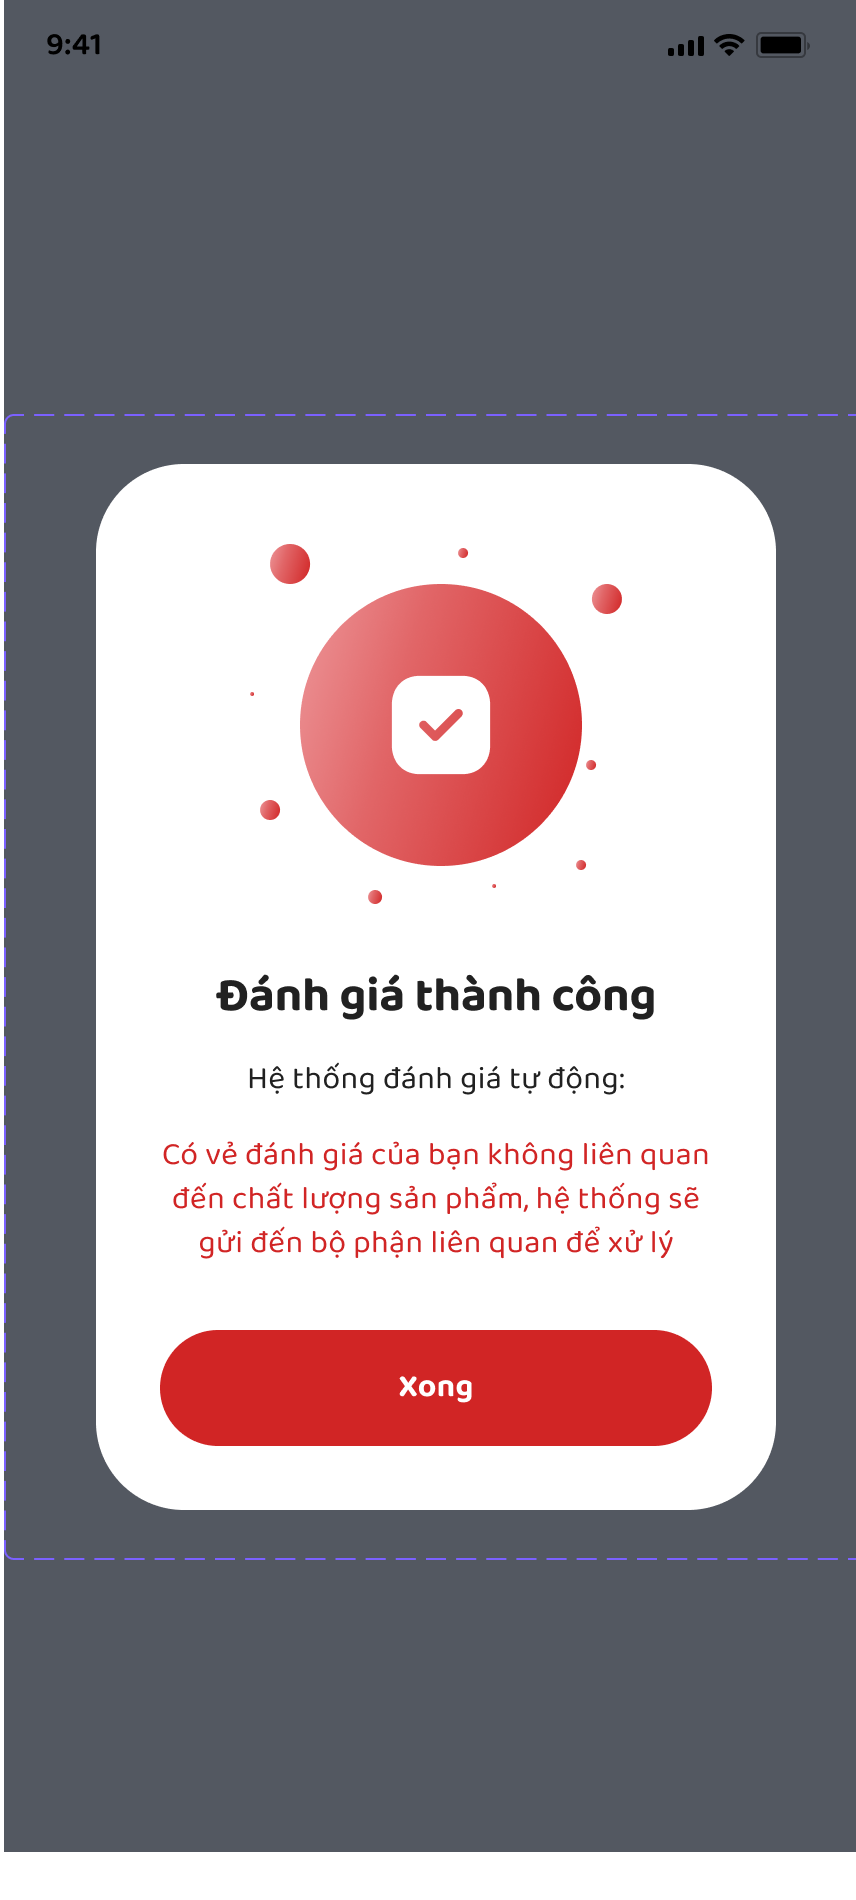 9:41
Đánh giá thành công
Hệ thống đánh giá tự động:
Có vẻ đánh giá của bạn không liên quan
đến chất lượng sản phẩm, hệ thống sẽ
gửi đến bộ phận liên quan để xử lý
Xong